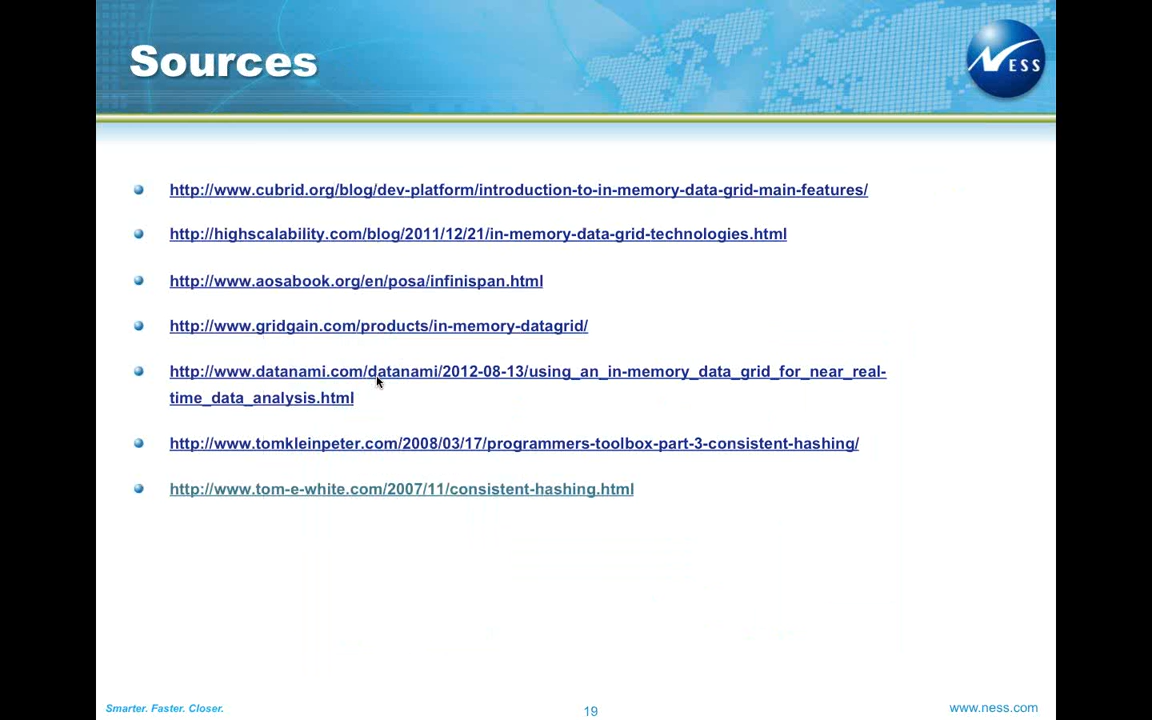 Sources
NESS
http://www.cubrid.org/blog/dev-platform/introduction-to-in-memory-data-grid-main-features/
http://highscalability.com/blog/2011/12/21/in-memory-data-grid-technologies.html
http://www.aosabook.org/en/posa/infinispan.html
http://www.gridgain.com/products/in-memory-datagrid/
http://www.datanami.com/datanami/2012-08-13/using_an_in-memory_data_grid_for_near_real-
time_data_analysis.html
http://www.tomkleinpeter.com/2008/03/17/programmers-toolbox-part-3-consistent-hashing/
http://www.tom-e-white.com/2007/11/consistent-hashing.html
Smarter. Faster. Closer.
19
www.ness.com